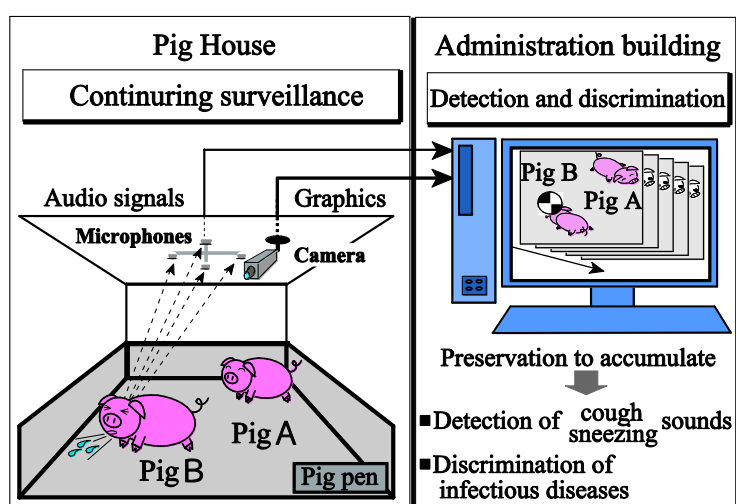 Pig House
Continuring surveillance
Audio signals
Graphics
Microphones
Camera
Pig A
Pig B
Pig pen
Administration building
Detection and discrimination
Pig B
Pig A
Preservation to accumulate
■Detection of cough sneezing sounds
■Discrimination of
infectious diseases